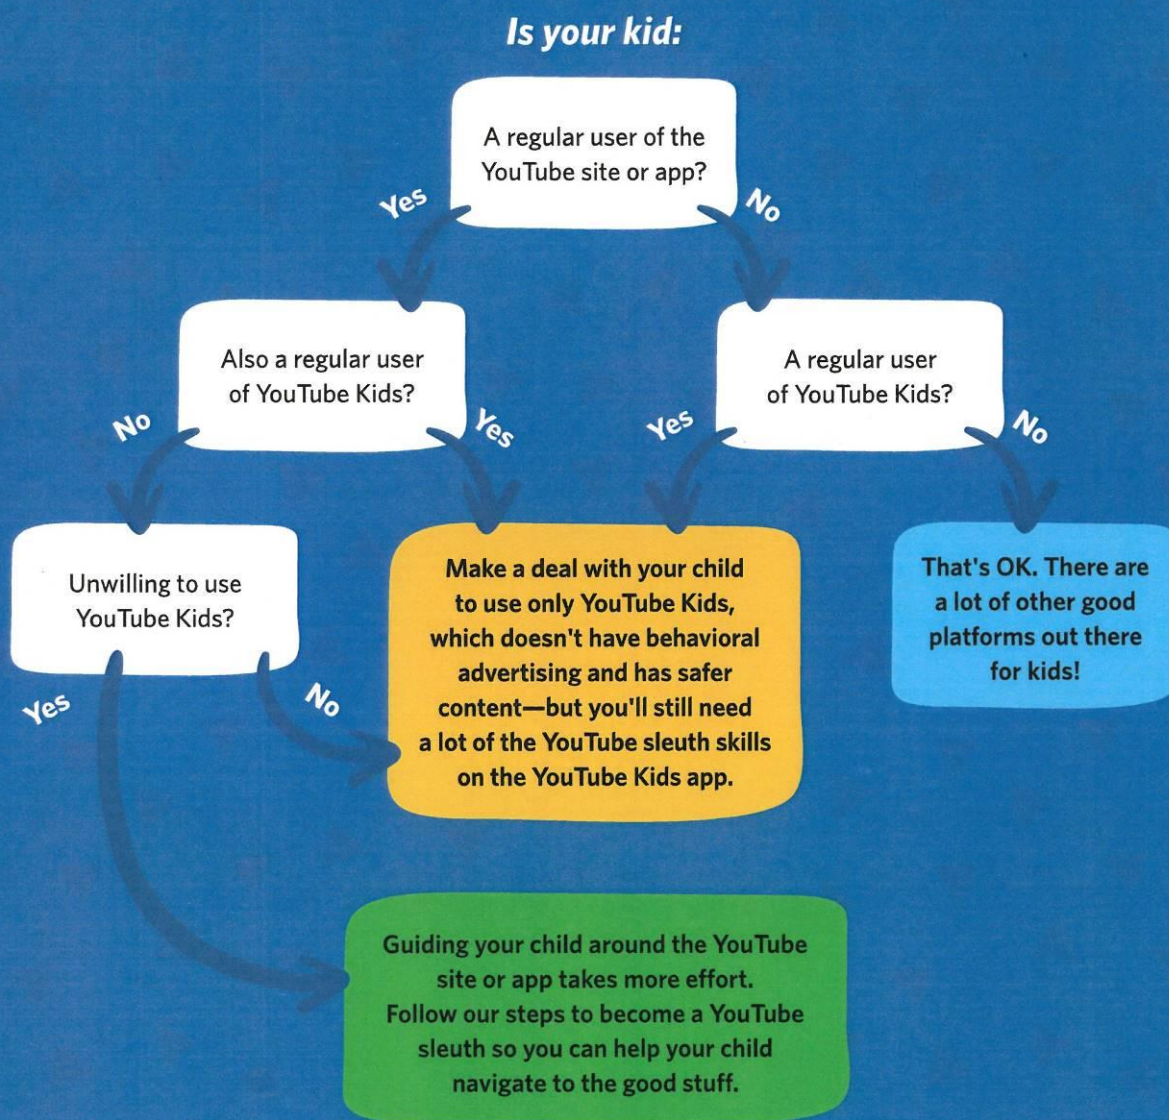 Is your kid:
A regular user of the
YouTube site or app?
Yes
No
Also a regular user
of YouTube Kids?
A regular user
of YouTube Kids?
No
Yes
Yes
No
Unwilling to use
YouTube Kids?
Make a deal with your child
to use only YouTube Kids,
which doesn't have behavioral
advertising and has safer
content—but you'll still need
a lot of the YouTube sleuth skills
on the YouTube Kids app.
That's OK. There are
a lot of other good
platforms out there
for kids!
Yes
No
Guiding your child around the YouTube
site or app takes more effort.
Follow our steps to become a YouTube
sleuth so you can help your child
navigate to the good stuff.